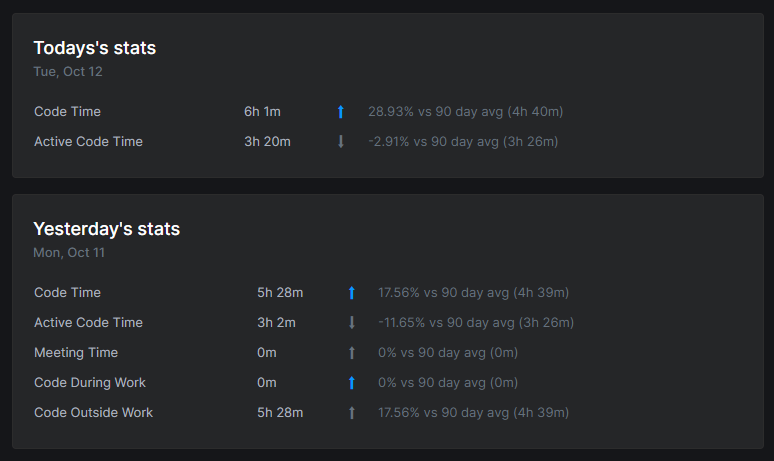 Todays's stats
Tue, Oct 12
Code Time 6h 1m 28.93% vs 90 day avg (4h 40m)
Active Code Time 3h 20m -2.91% vs 90 day avg (3h 26m)
Yesterday's stats
Mon, Oct 11
Code Time 5h 28m 17.56% vs 90 day avg (4h 39m)
Active Code Time 3h 2m -11.65% vs 90 day avg (3h 26m)
Meeting Time 0m 0% vs 90 day avg (0m)
Code During Work 0m 0% vs 90 day avg (0m)
Code Outside Work 5h 28m 17.56% vs 90 day avg (4h 39m)